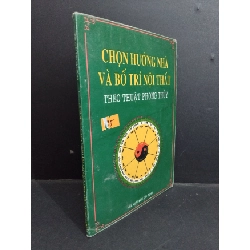 CHỌN HƯỚNG NHÀ
VÀ BỐ TRÍ NỘI THẤT
THEO THUẬT PHONG THỦY